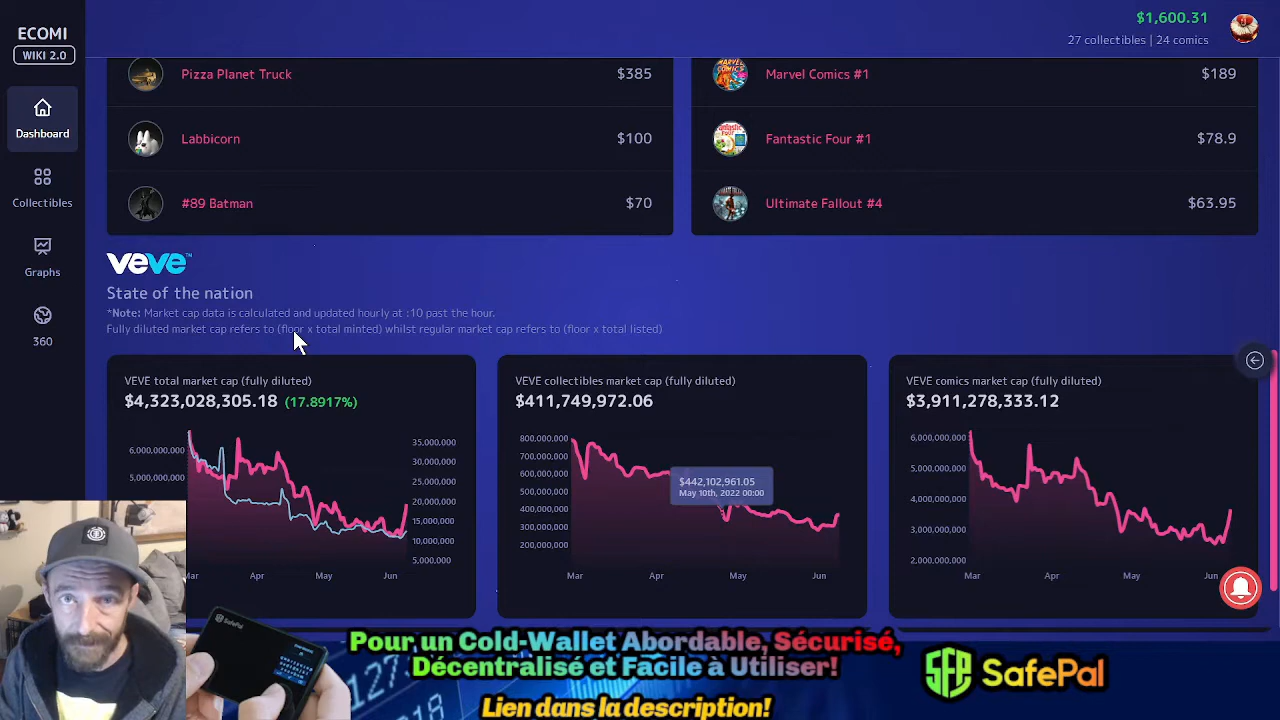 ECOMI
WIKI 2.0
$1,600.31
27 collectibles | 24 comics
Dashboard
Collectibles
Graphs
360
Pizza Planet Truck $385
Labbicorn $100
#89 Batman $70
Marvel Comics #1 $189
Fantastic Four #1 $78.9
Ultimate Fallout #4 $63.95
veve™
State of the nation
*Note: Market cap data is calculated and updated hourly at :10 past the hour.
Fully diluted market cap refers to (floor x total minted) whilst regular market cap refers to (floor x total listed)
VEVE total market cap (fully diluted)
$4,323,028,305.18 (17.8917%)
6,000,000,000
5,000,000,000
35,000,000
30,000,000
25,000,000
20,000,000
15,000,000
10,000,000
5,000,000
Mar Apr May Jun
VEVE collectibles market cap (fully diluted)
$411,749,972.06
800,000,000
700,000,000
600,000,000
500,000,000
400,000,000
300,000,000
200,000,000
$442,102,961.05
May 10th, 2022 00:00
Mar Apr May Jun
VEVE comics market cap (fully diluted)
$3,911,278,333.12
6,000,000,000
5,000,000,000
4,000,000,000
3,000,000,000
2,000,000,000
Mar Apr May Jun
SafePal
Pour un Cold-Wallet Abordable, Sécurisé,
Décentralisé et Facile à Utiliser!
Lien dans la description!
SFP SafePal